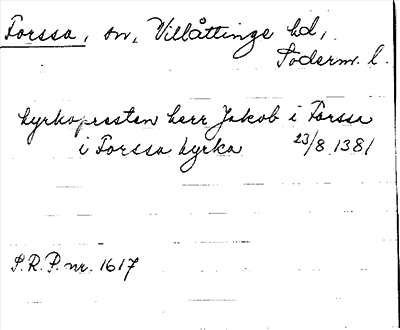 Forssa, sn, Villåttinge hd,
Söderm. l.
kyrkopresten herr Jakob i Forssa
i Forssa kyrka 23/8 1381
S.R.P. nr. 1617